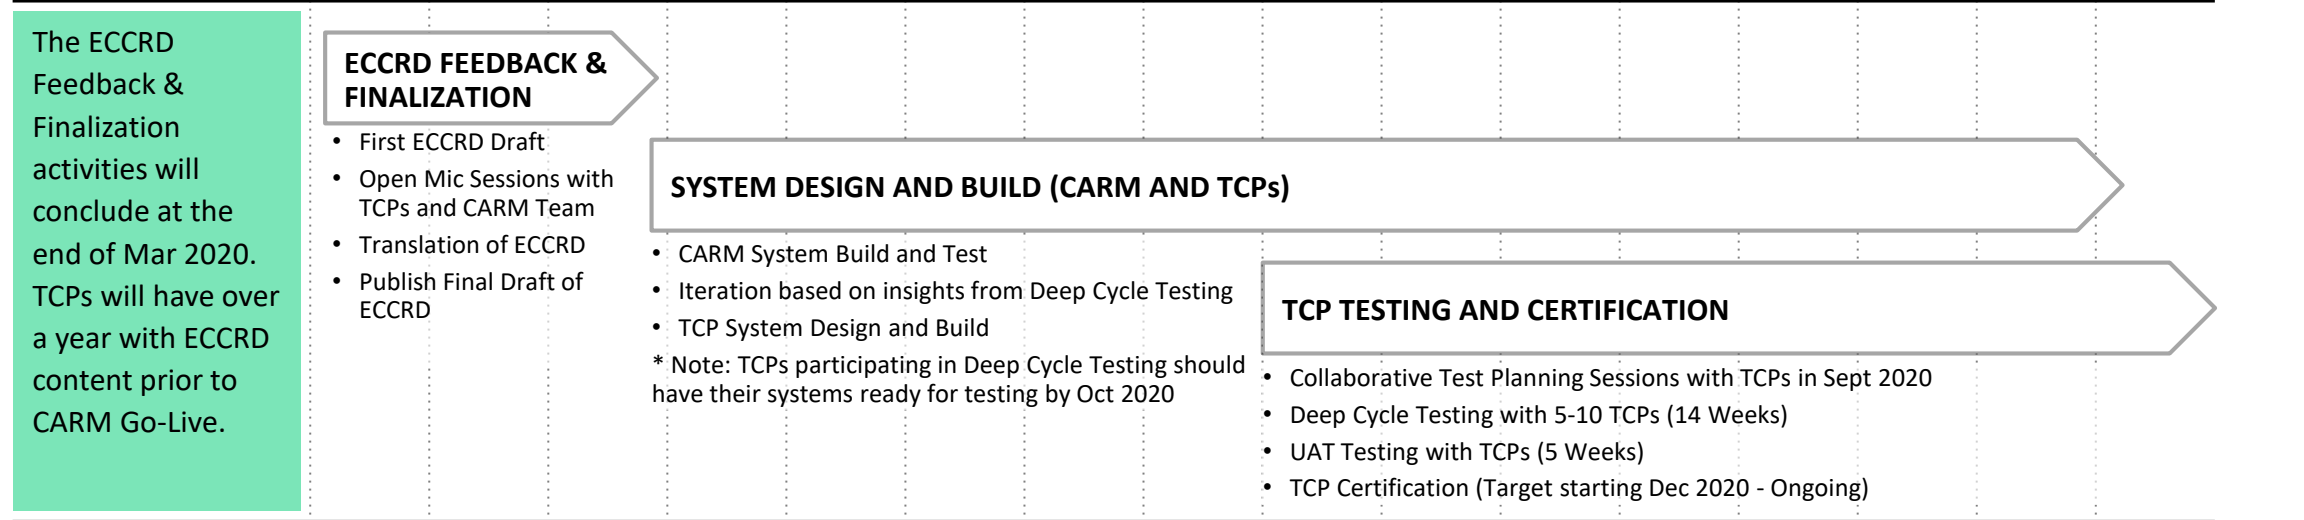 The ECCRD
Feedback &
Finalization
activities will
conclude at the
end of Mar 2020.
TCPs will have over
a year with ECCRD
content prior to
CARM Go-Live.
ECCRD FEEDBACK &
FINALIZATION
• First ECCRD Draft
• Open Mic Sessions with
TCPs and CARM Team
• Translation of ECCRD
• Publish Final Draft of
ECCRD
SYSTEM DESIGN AND BUILD (CARM AND TCPs)
• CARM System Build and Test
• Iteration based on insights from Deep Cycle Testing
• TCP System Design and Build
* Note: TCPs participating in Deep Cycle Testing should
have their systems ready for testing by Oct 2020
TCP TESTING AND CERTIFICATION
• Collaborative Test Planning Sessions with TCPs in Sept 2020
• Deep Cycle Testing with 5-10 TCPs (14 Weeks)
• UAT Testing with TCPs (5 Weeks)
• TCP Certification (Target starting Dec 2020 - Ongoing)